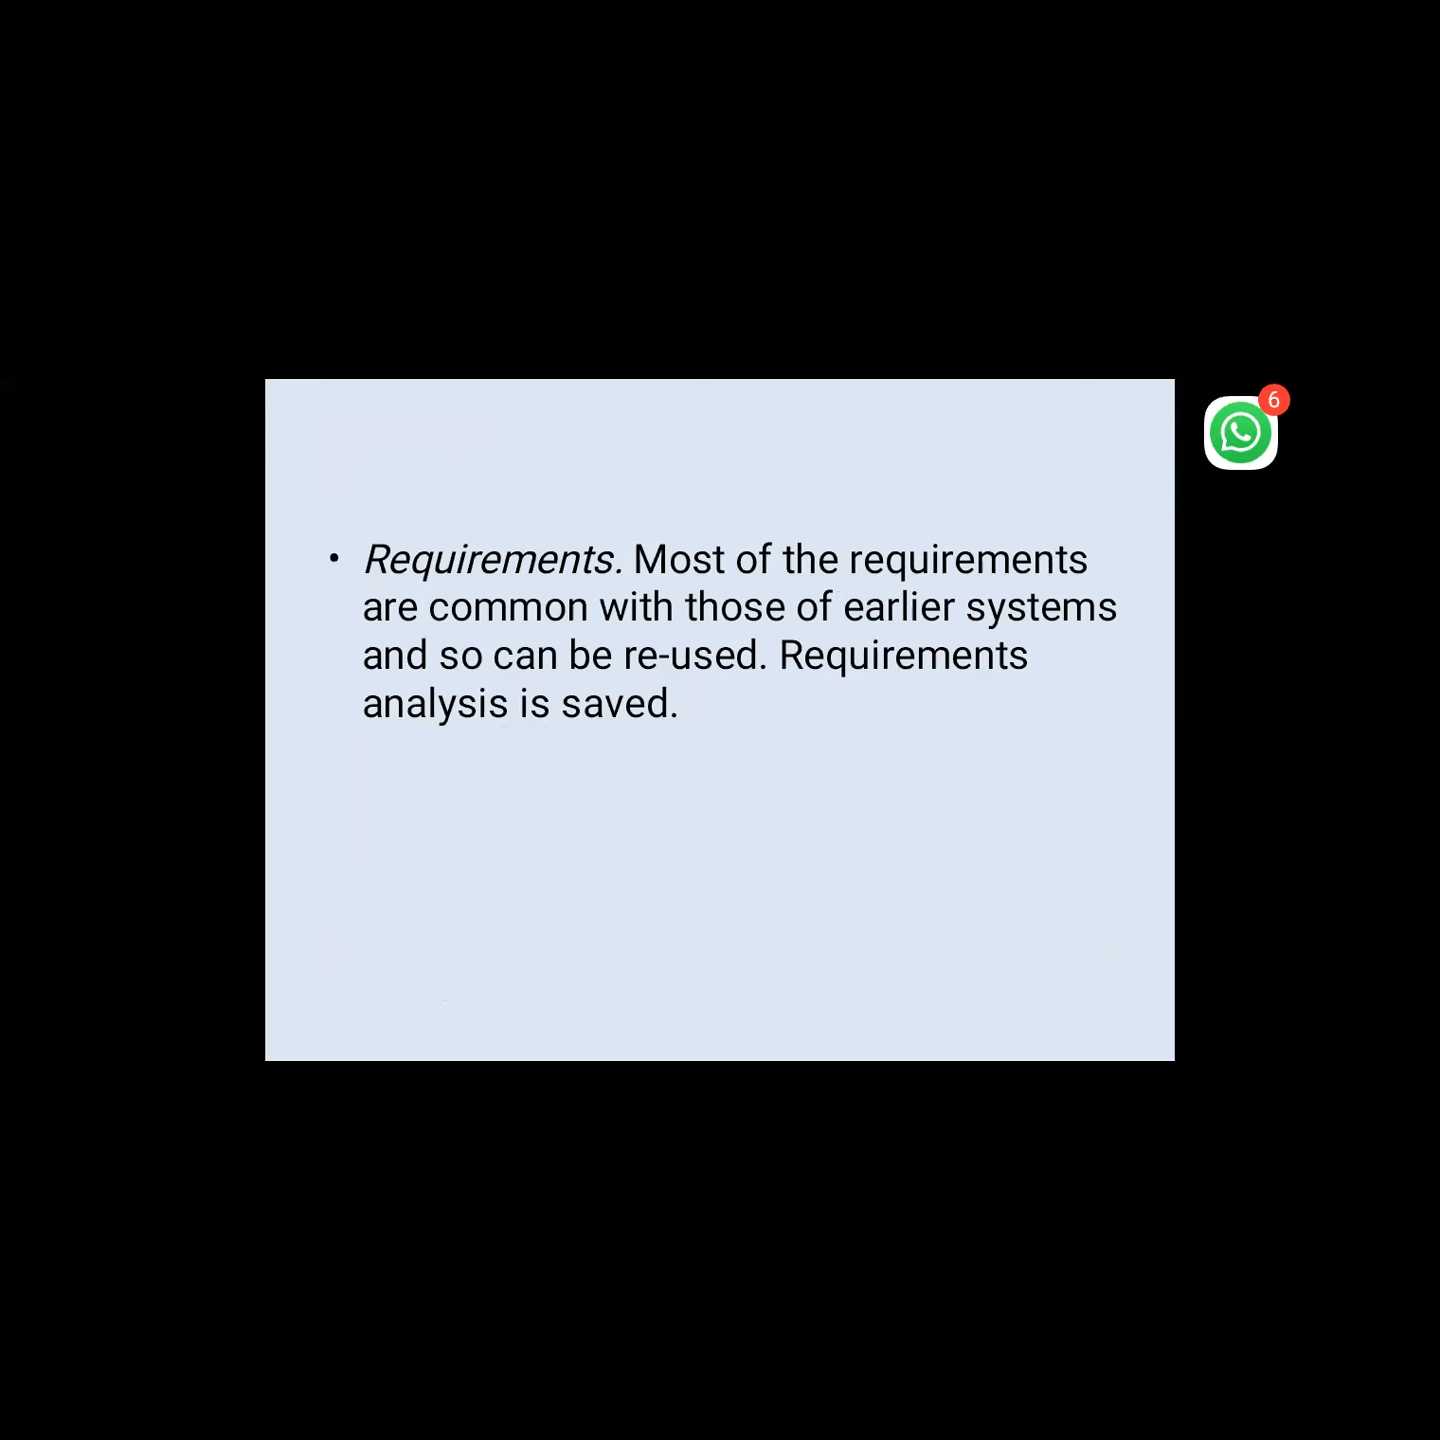 • Requirements. Most of the requirements
are common with those of earlier systems
and so can be re-used. Requirements
analysis is saved.
6